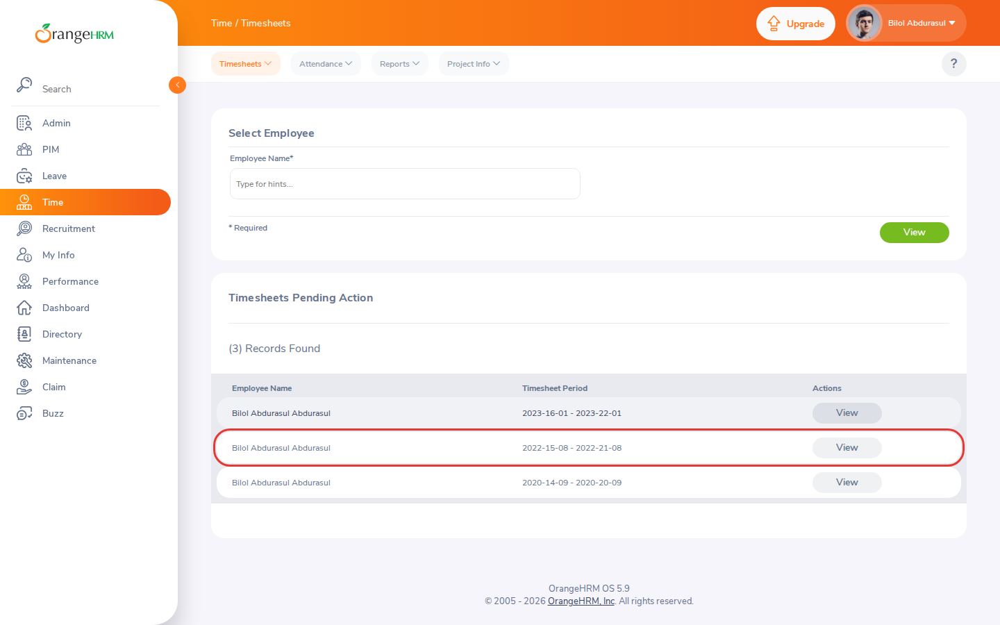 Time / Timesheets
Upgrade
Bilol Abdurasul
OrangeHRM
Timesheets
Attendance
Reports
Project Info
?
Search
Admin
PIM
Leave
Time
Recruitment
My Info
Performance
Dashboard
Directory
Maintenance
Claim
Buzz
Select Employee
Employee Name*
Type for hints...
* Required
View
Timesheets Pending Action
(3) Records Found
Employee Name Timesheet Period Actions
Bilol Abdurasul Abdurasul 2023-16-01 - 2023-22-01 View
Bilol Abdurasul Abdurasul 2022-15-08 - 2022-21-08 View
Bilol Abdurasul Abdurasul 2020-14-09 - 2020-20-09 View
OrangeHRM OS 5.9
© 2005 - 2026 OrangeHRM, Inc. All rights reserved.